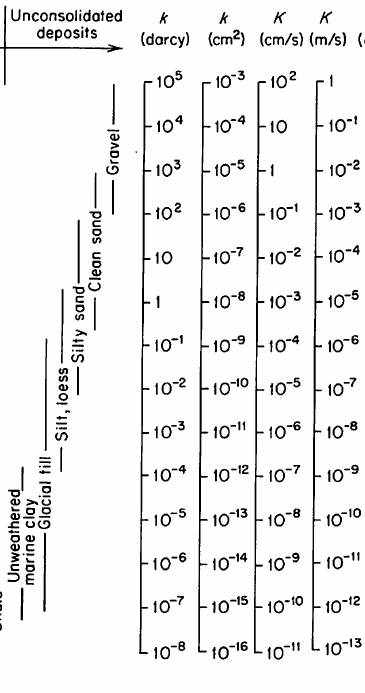 Unconsolidated deposits
k (darcy)
k (cm²)
K (cm/s)
K (m/s)
10⁵ 10⁻³ 10² 1
10⁴ 10⁻⁴ 10 10⁻¹
10³ 10⁻⁵ 1 10⁻²
10² 10⁻⁶ 10⁻¹ 10⁻³
10 10⁻⁷ 10⁻² 10⁻⁴
1 10⁻⁸ 10⁻³ 10⁻⁵
10⁻¹ 10⁻⁹ 10⁻⁴ 10⁻⁶
10⁻² 10⁻¹⁰ 10⁻⁵ 10⁻⁷
10⁻³ 10⁻¹¹ 10⁻⁶ 10⁻⁸
10⁻⁴ 10⁻¹² 10⁻⁷ 10⁻⁹
10⁻⁵ 10⁻¹³ 10⁻⁸ 10⁻¹⁰
10⁻⁶ 10⁻¹⁴ 10⁻⁹ 10⁻¹¹
10⁻⁷ 10⁻¹⁵ 10⁻¹⁰ 10⁻¹²
10⁻⁸ 10⁻¹⁶ 10⁻¹¹ 10⁻¹³
Unweathered
marine clay
Glacial till
Silt, loess
Silty sand
Clean sand
Gravel